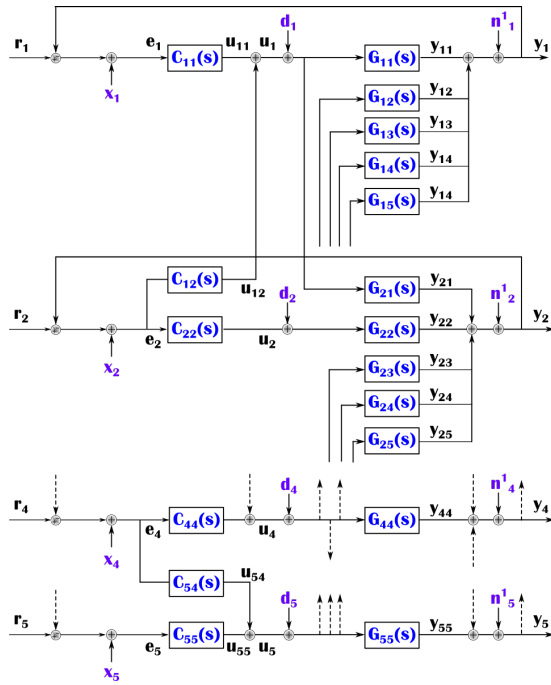 d₁ n¹₁
r₁ e₁ C₁₁(s) u₁₁ u₁ G₁₁(s) y₁₁ y₁
x₁
G₁₂(s) y₁₂
G₁₃(s) y₁₃
G₁₄(s) y₁₄
G₁₅(s) y₁₄
C₁₂(s) u₁₂
d₂ G₂₁(s) y₂₁ n¹₂
r₂ e₂ C₂₂(s) u₂ G₂₂(s) y₂₂ y₂
x₂
G₂₃(s) y₂₃
G₂₄(s) y₂₄
G₂₅(s) y₂₅
d₄ n¹₄
r₄ e₄ C₄₄(s) u₄ G₄₄(s) y₄₄ y₄
x₄
C₅₄(s) u₅₄
d₅ n¹₅
r₅ e₅ C₅₅(s) u₅₅ u₅ G₅₅(s) y₅₅ y₅
x₅